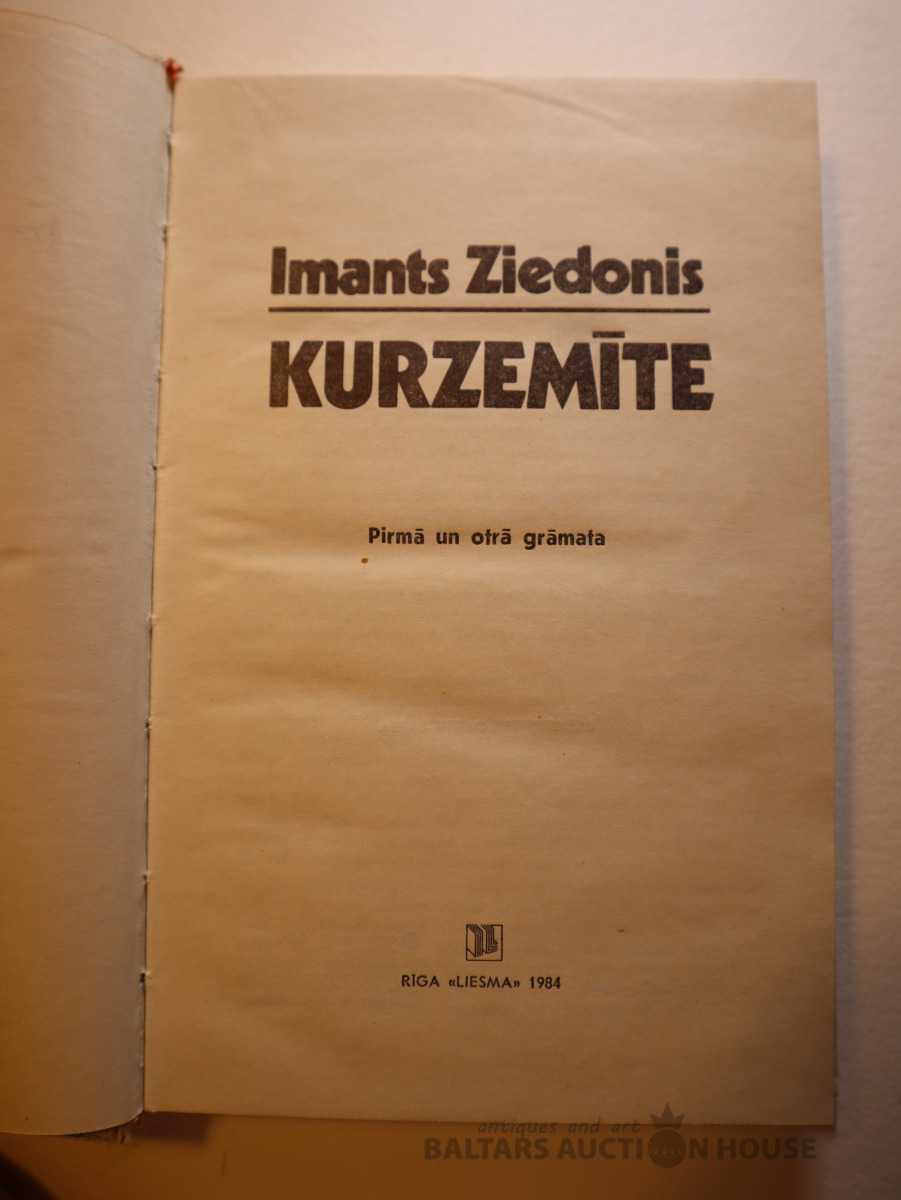 Imants Ziedonis
KURZEMĪTE
Pirmā un otrā grāmata
RĪGA «LIESMA» 1984
antiques and art
BALTARS AUCTION HOUSE